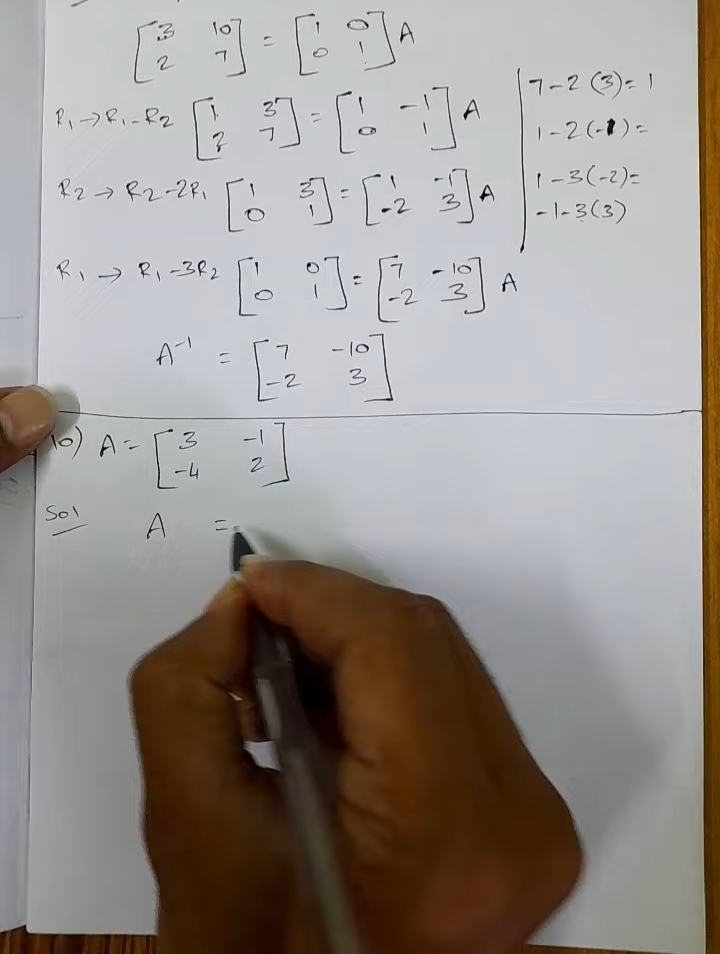 [3 10
2 7] = [1 0
0 1] A
R₁ → R₁ - R₂ [1 3
2 7] = [1 -1
0 1] A
R₂ → R₂ - 2R₁ [1 3
0 1] = [1 -1
-2 3] A
R₁ → R₁ - 3R₂ [1 0
0 1] = [7 -10
-2 3] A
A⁻¹ = [7 -10
-2 3]
7-2(3)=1
1-2(-1)=
1-3(-2)=
-1-3(3)
10) A = [3 -1
-4 2]
Sol A =